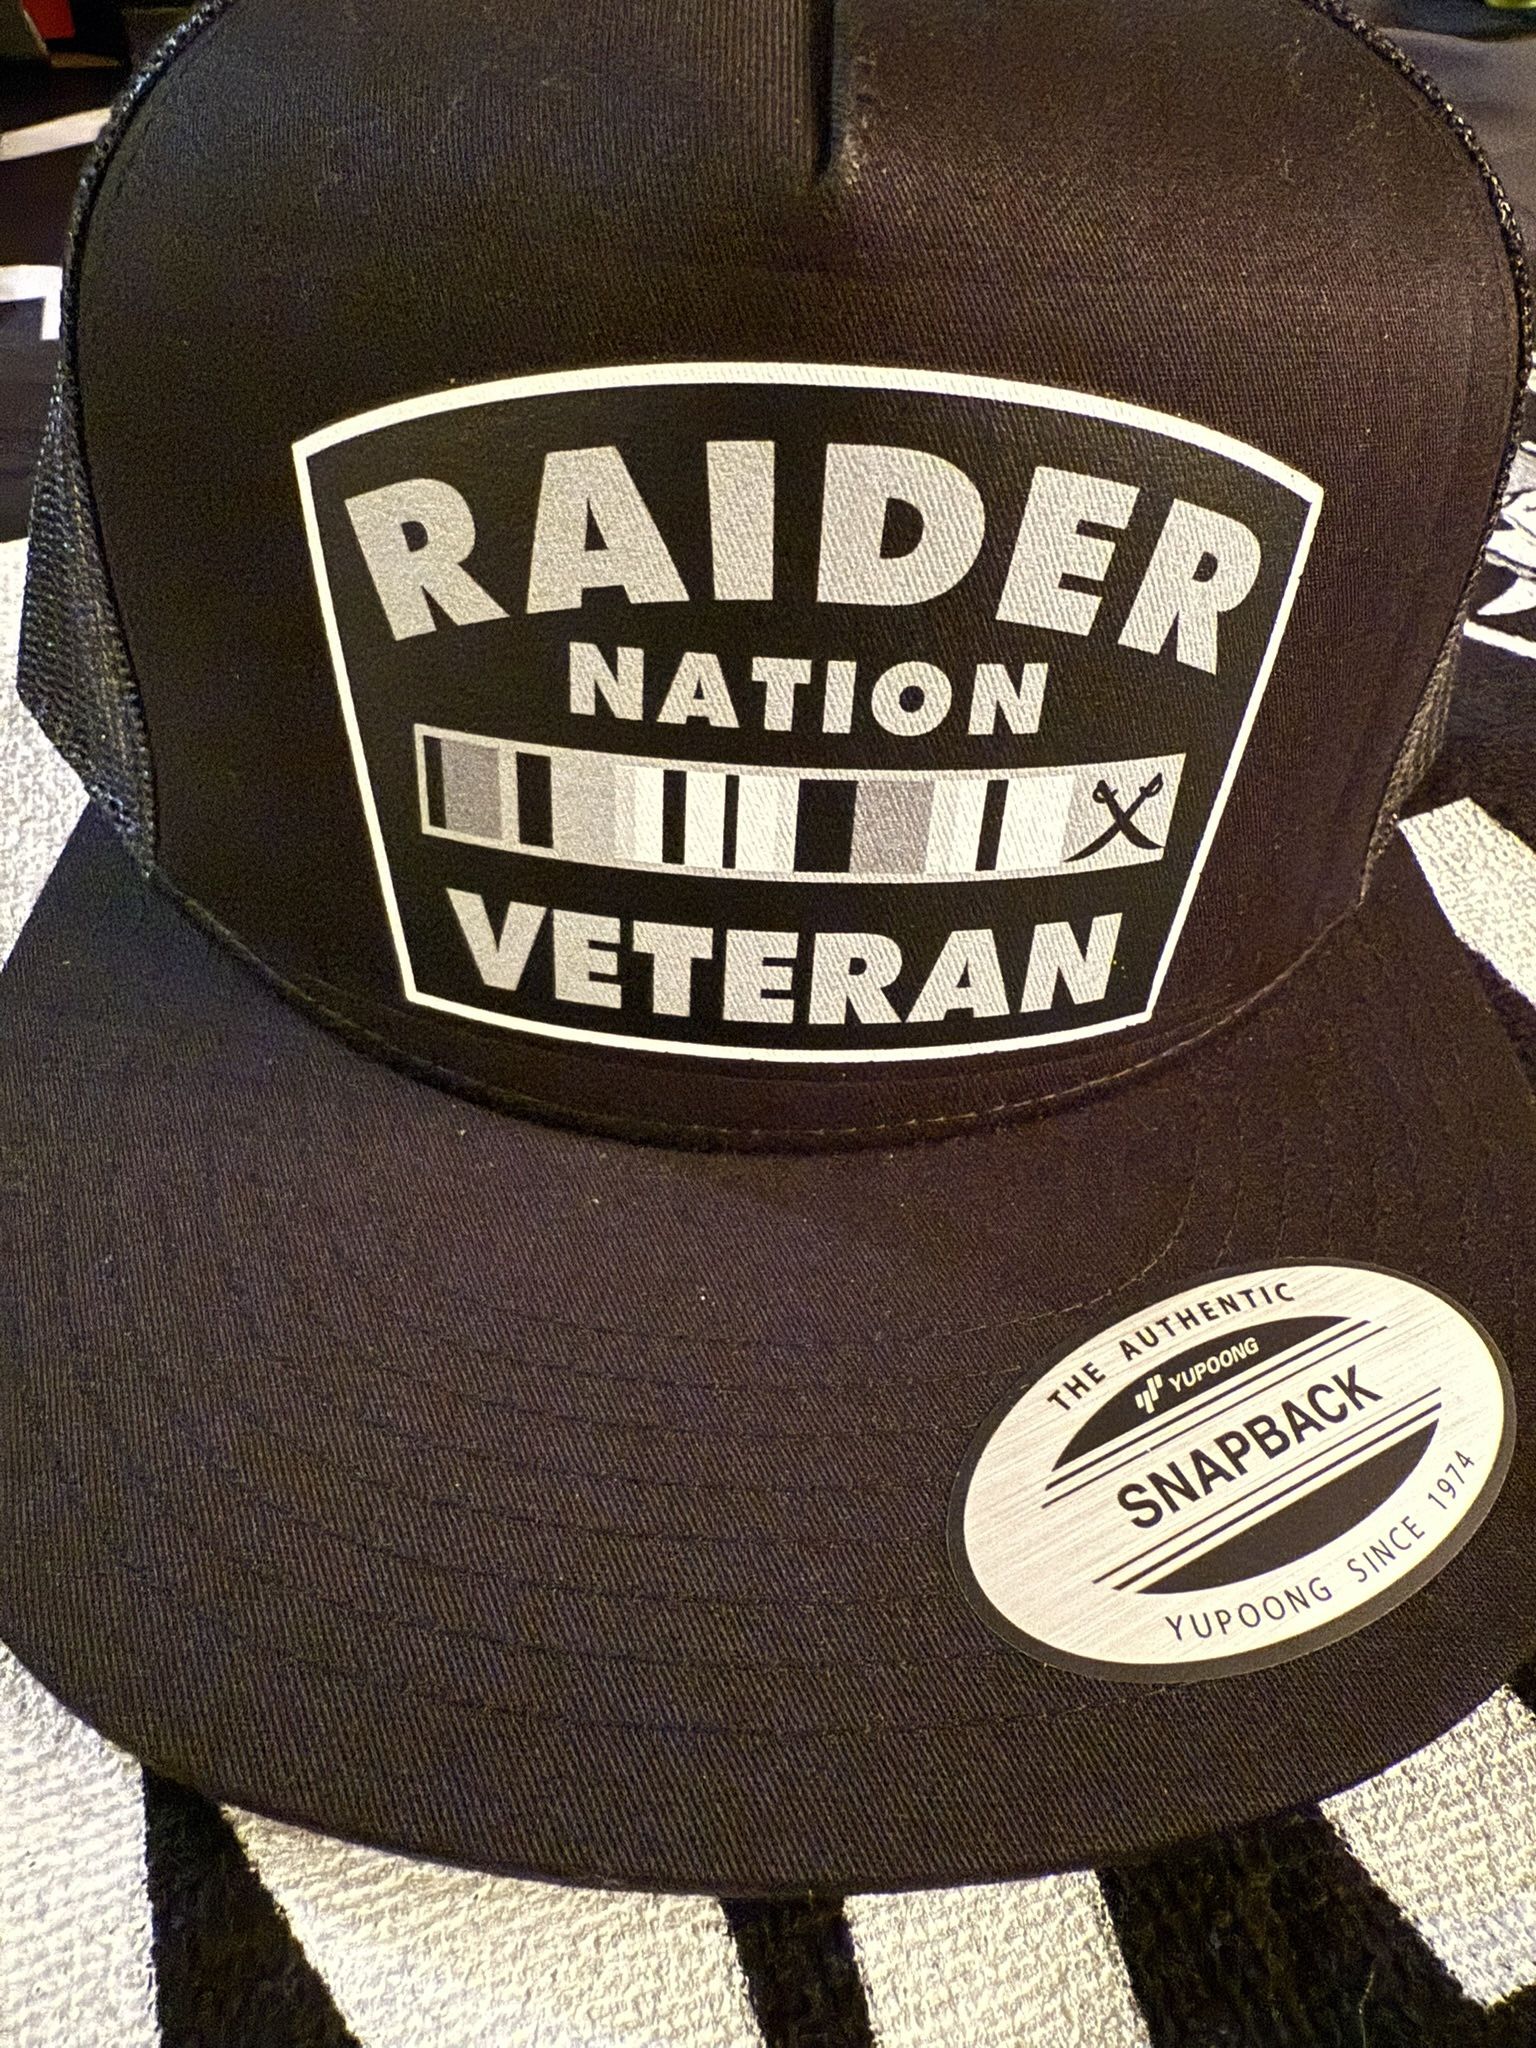 RAIDER
NATION
VETERAN
THE AUTHENTIC
YUPOONG
SNAPBACK
YUPOONG SINCE 1974